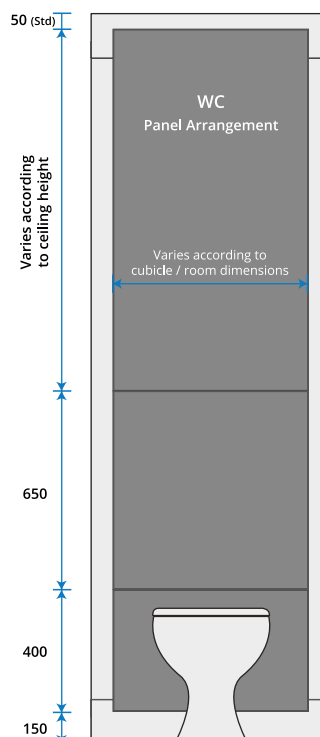 50 (Std)
WC
Panel Arrangement
Varies according
to ceiling height
Varies according to
cubicle / room dimensions
650
400
150